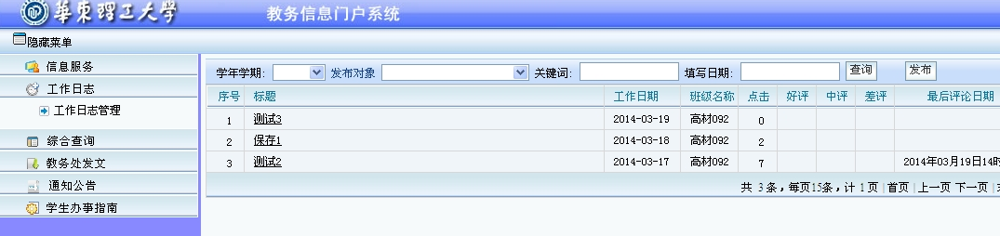 華東理工大學
教务信息门户系统
隐藏菜单
信息服务
工作日志
工作日志管理
综合查询
教务处发文
通知公告
学生办事指南
学年学期: 发布对象 关键词: 填写日期: 查询 发布
序号 标题 工作日期 班级名称 点击 好评 中评 差评 最后评论日期
1 测试3 2014-03-19 高材092 0
2 保存1 2014-03-18 高材092 2
3 测试2 2014-03-17 高材092 7 2014年03月19日14时
共 3 条，每页15条，计 1 页 | 首页 | 上一页 下一页 |